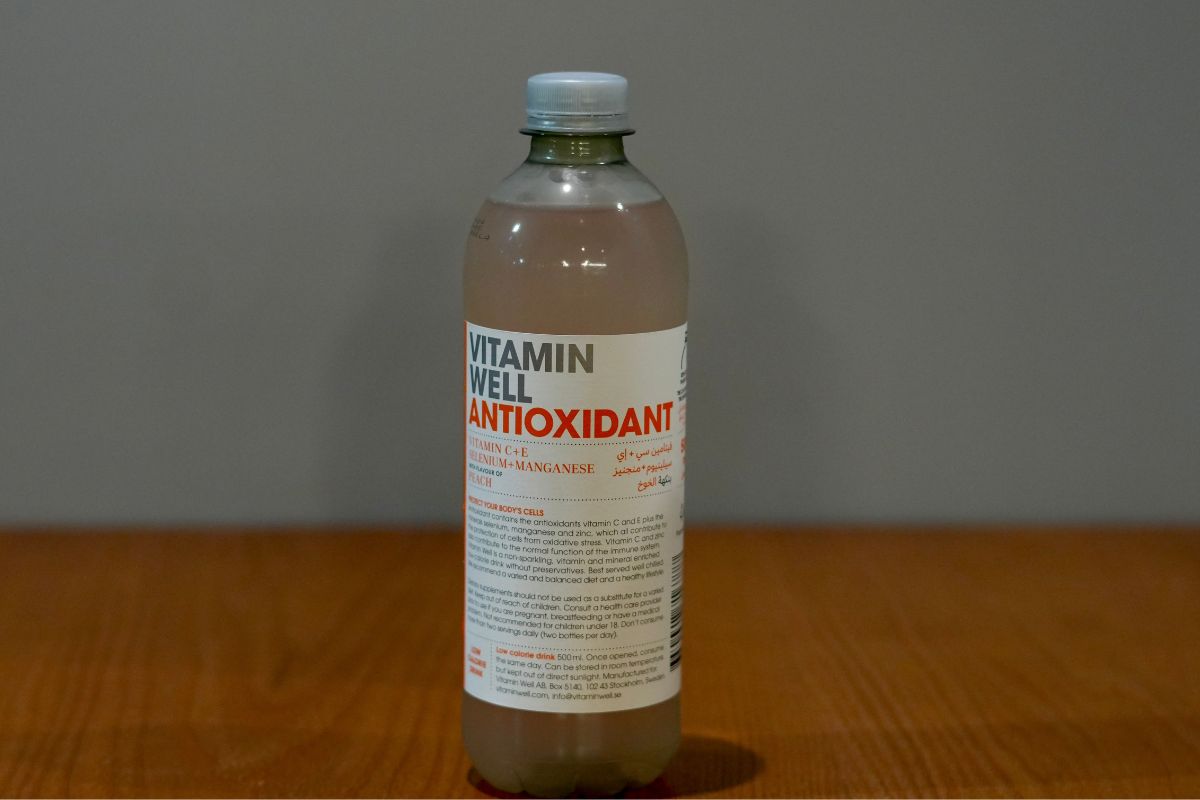 VITAMIN
WELL
ANTIOXIDANT
VITAMIN C+E
SELENIUM+MANGANESE
WITH FLAVOUR OF
PEACH
فيتامين سي + إي
سيلينيوم + منجنيز
بنكهة الخوخ
PROTECT YOUR BODY'S CELLS
Antioxidant contains the antioxidants vitamin C and E plus the
minerals selenium, manganese and zinc, which all contribute to
the protection of cells from oxidative stress. Vitamin C and zinc
also contribute to the normal function of the immune system.
Vitamin Well is a non-sparkling, vitamin and mineral enriched
low calorie drink without preservatives. Best served well chilled.
We recommend a varied and balanced diet and a healthy lifestyle.
Dietary supplements should not be used as a substitute for a varied
diet. Keep out of reach of children. Consult a health care provider
prior to use if you are pregnant, breastfeeding or have a medical
problem. Not recommended for children under 18. Don't consume
more than two servings daily (two bottles per day).
LOW
CALORIE
DRINK
Low calorie drink 500 ml. Once opened, consume
the same day. Can be stored in room temperature,
but kept out of direct sunlight. Manufactured for
Vitamin Well AB, Box 5140, 102 43 Stockholm, Sweden
vitaminwell.com, info@vitaminwell.se